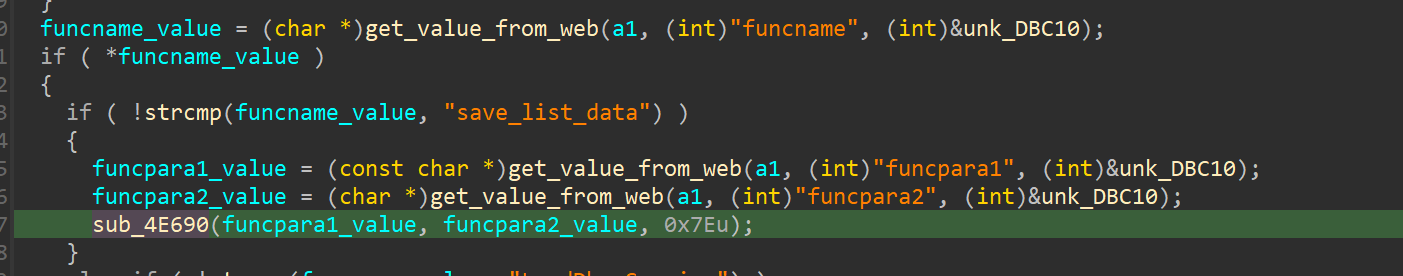 }
0 funcname_value = (char *)get_value_from_web(a1, (int)"funcname", (int)&unk_DBC10);
1 if ( *funcname_value )
2 {
3 if ( !strcmp(funcname_value, "save_list_data") )
4 {
5 funcpara1_value = (const char *)get_value_from_web(a1, (int)"funcpara1", (int)&unk_DBC10);
6 funcpara2_value = (char *)get_value_from_web(a1, (int)"funcpara2", (int)&unk_DBC10);
7 sub_4E690(funcpara1_value, funcpara2_value, 0x7Eu);
8 }